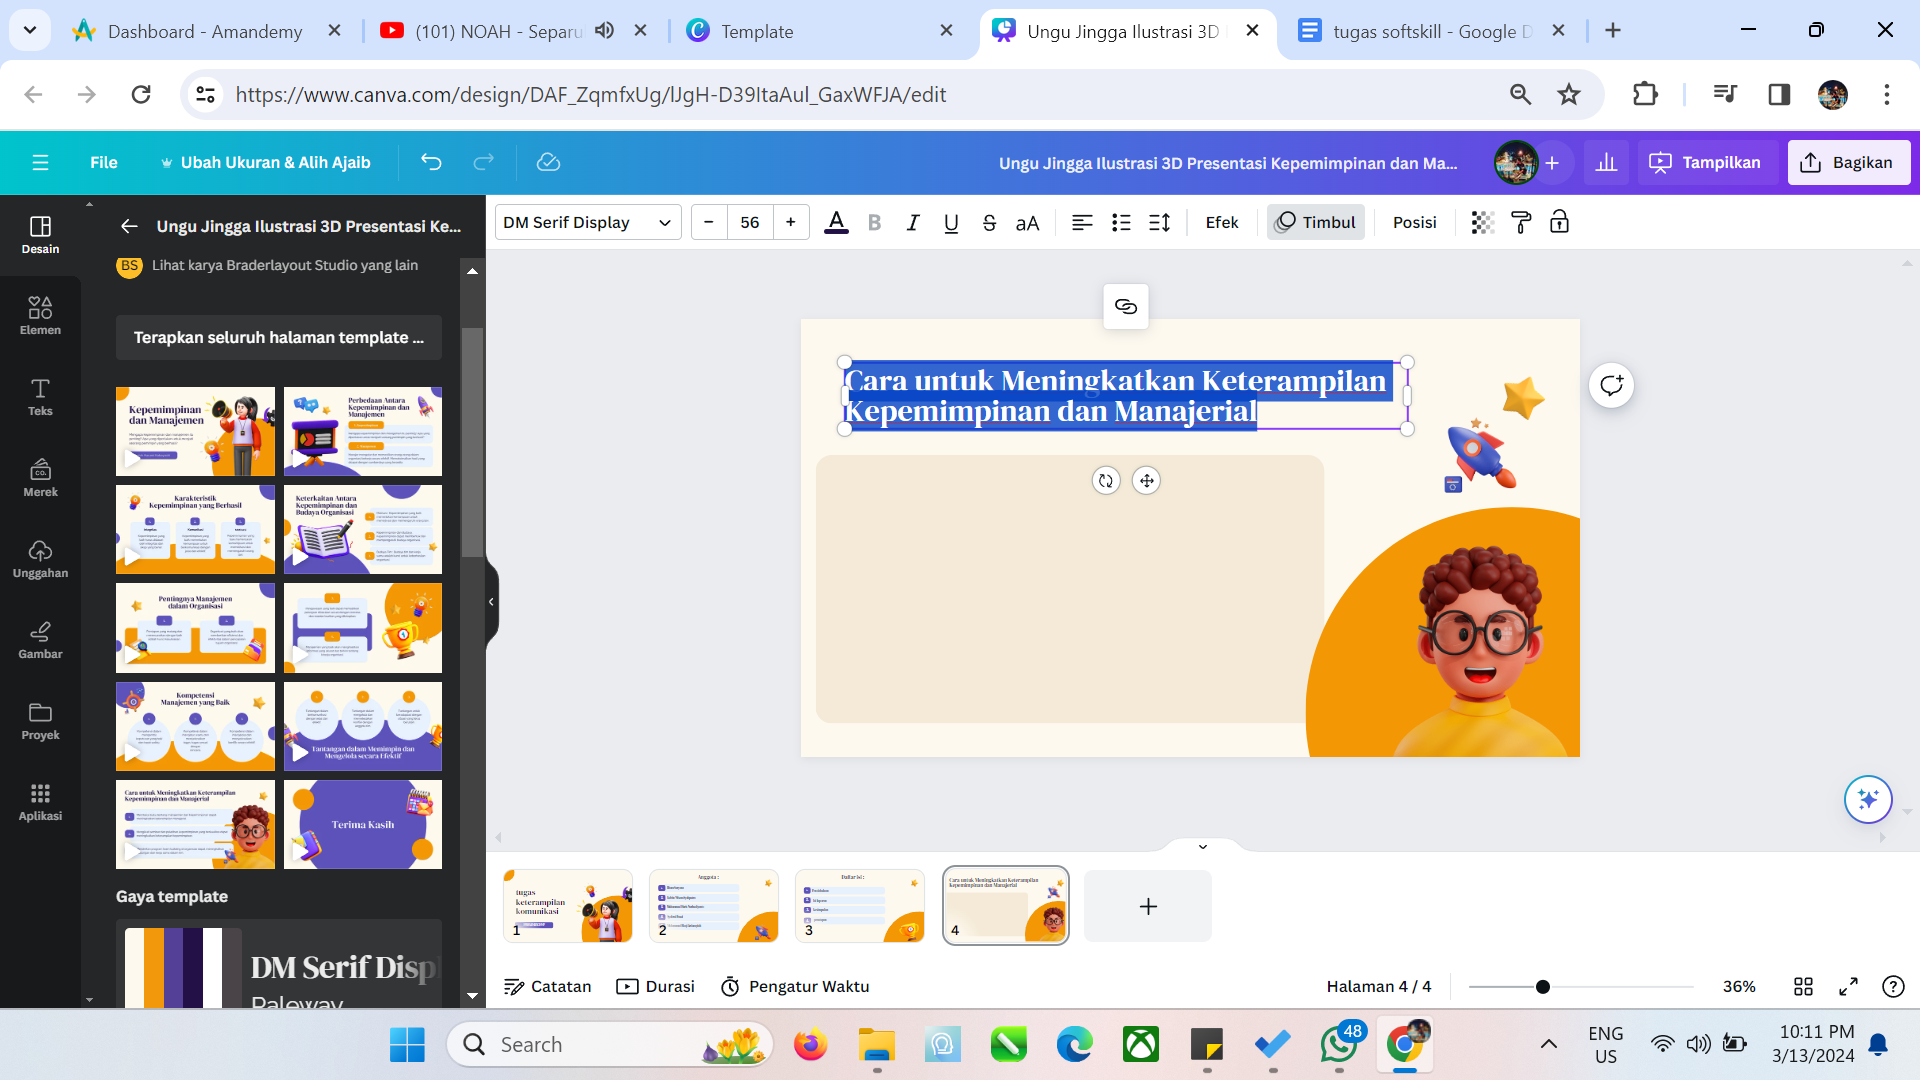 Dashboard - Amandemy
(101) NOAH - Separu
Template
Ungu Jingga Ilustrasi 3D
tugas softskill - Google D
https://www.canva.com/design/DAF_ZqmfxUg/lJgH-D39ItaAul_GaxWFJA/edit
File
Ubah Ukuran & Alih Ajaib
Ungu Jingga Ilustrasi 3D Presentasi Kepemimpinan dan Ma...
Tampilkan
Bagikan
Desain
Elemen
Teks
Merek
Unggahan
Gambar
Proyek
Aplikasi
Ungu Jingga Ilustrasi 3D Presentasi Ke...
BS
Lihat karya Braderlayout Studio yang lain
Terapkan seluruh halaman template ...
Kepemimpinan
dan Manajemen
Perbedaan Antara
Kepemimpinan dan
Manajemen
Karakteristik
Kepemimpinan yang Berhasil
Keterkaitan Antara
Kepemimpinan dan
Budaya Organisasi
Pentingnya Manajemen
dalam Organisasi
Kompetensi
Manajemen yang Baik
Tantangan dalam Memimpin dan
Mengelola secara Efektif
Cara untuk Meningkatkan Keterampilan
Kepemimpinan dan Manajerial
Terima Kasih
Gaya template
DM Serif Disp
Paleway
DM Serif Display
56
A
B
I
U
S
aA
Efek
Timbul
Posisi
Cara untuk Meningkatkan Keterampilan
Kepemimpinan dan Manajerial
tugas
keterampilan
komunikasi
1
Anggota :
2
Daftar isi :
3
Cara untuk Meningkatkan Keterampilan
Kepemimpinan dan Manajerial
4
Catatan
Durasi
Pengatur Waktu
Halaman 4 / 4
36%
Search
48
ENG
US
10:11 PM
3/13/2024